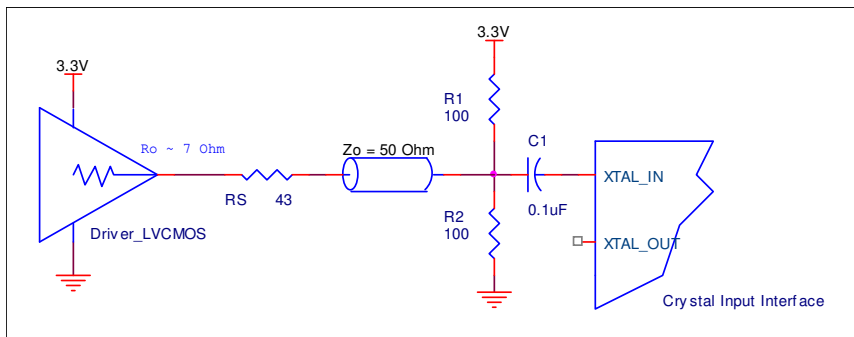 3.3V
3.3V
R1
100
C1
Ro ~ 7 Ohm
Zo = 50 Ohm
XTAL_IN
RS 43
0.1uF
R2
100
Driver_LVCMOS
XTAL_OUT
Crystal Input Interface